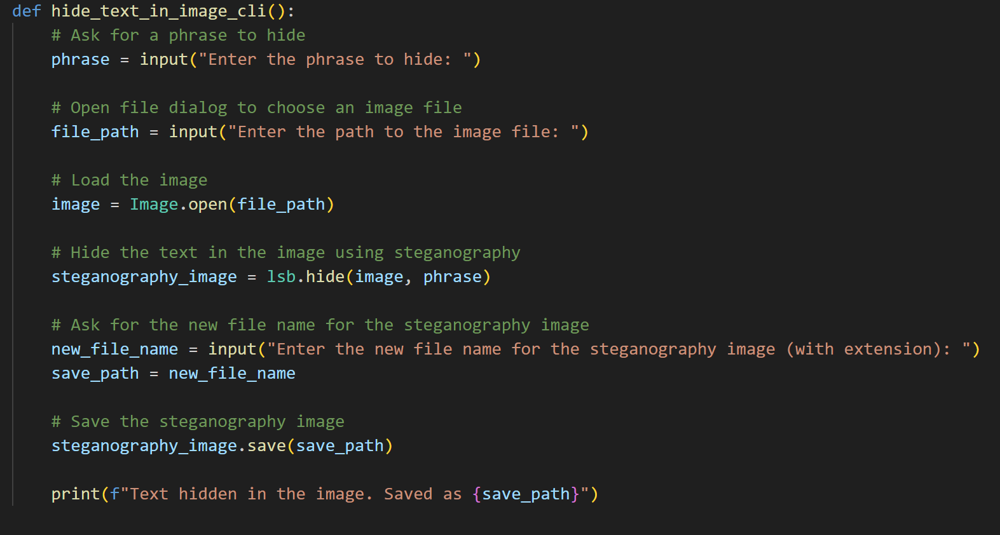 def hide_text_in_image_cli():
    # Ask for a phrase to hide
    phrase = input("Enter the phrase to hide: ")

    # Open file dialog to choose an image file
    file_path = input("Enter the path to the image file: ")

    # Load the image
    image = Image.open(file_path)

    # Hide the text in the image using steganography
    steganography_image = lsb.hide(image, phrase)

    # Ask for the new file name for the steganography image
    new_file_name = input("Enter the new file name for the steganography image (with extension): ")
    save_path = new_file_name

    # Save the steganography image
    steganography_image.save(save_path)

    print(f"Text hidden in the image. Saved as {save_path}")